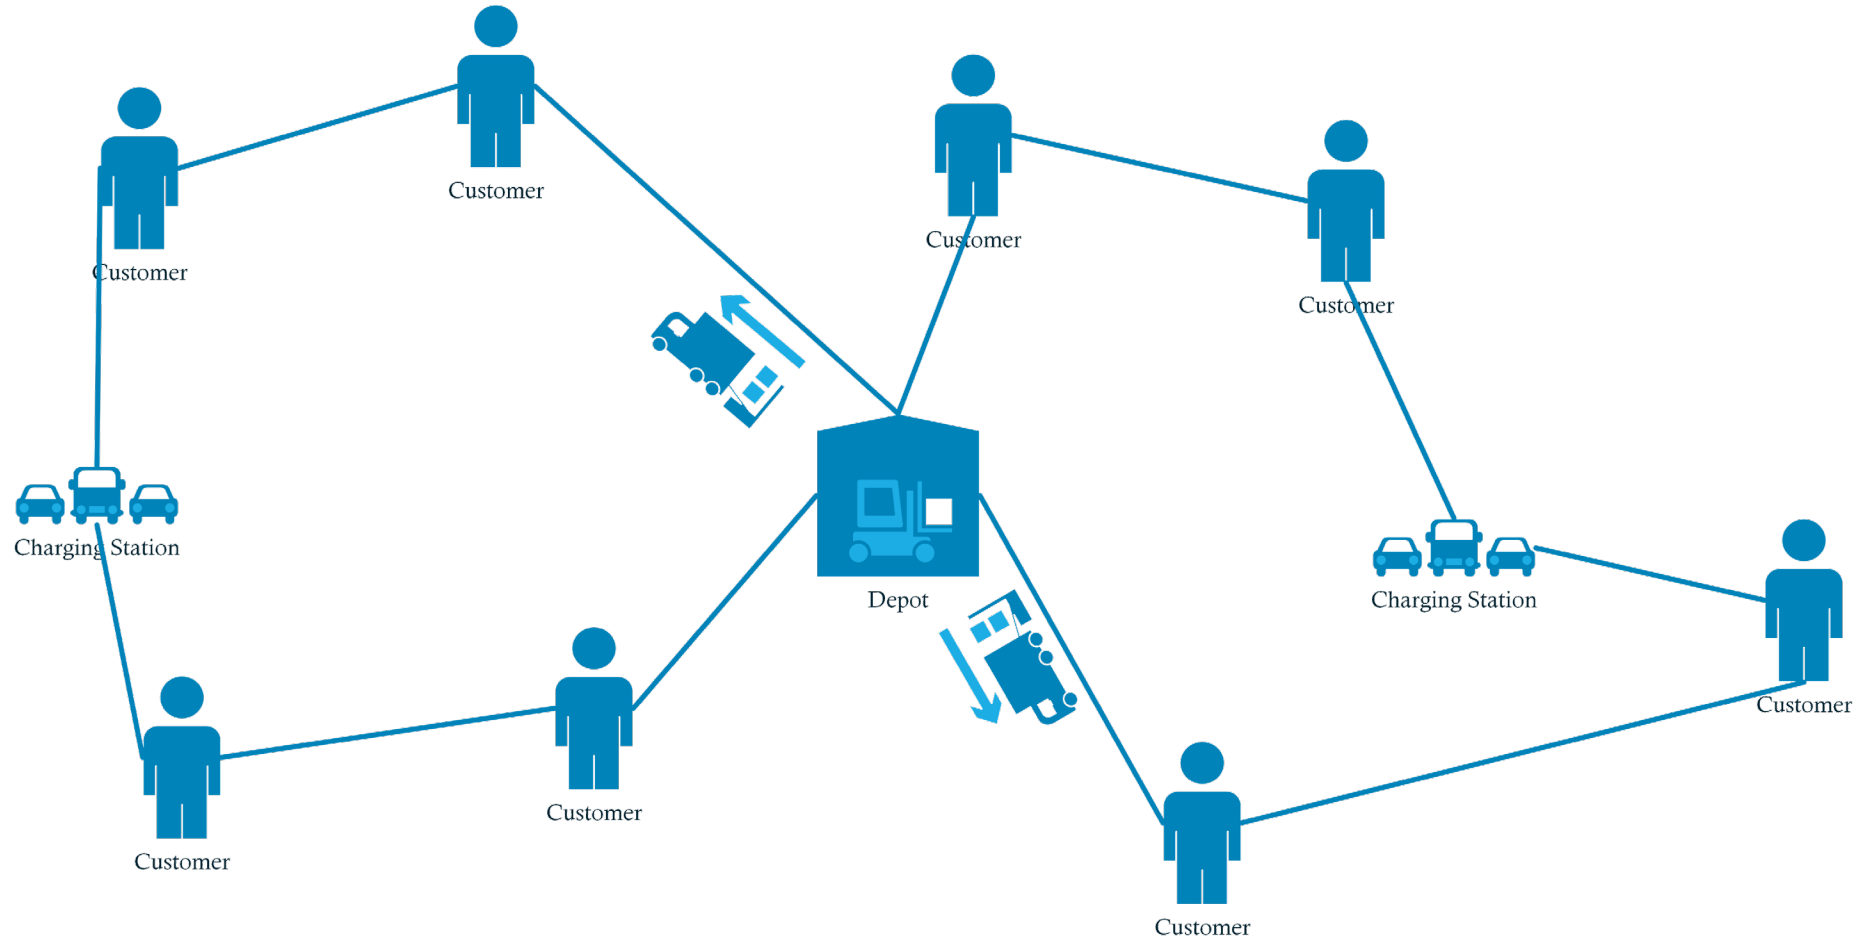 Customer
Customer
Customer
Customer
Charging Station
Depot
Charging Station
Customer
Customer
Customer
Customer